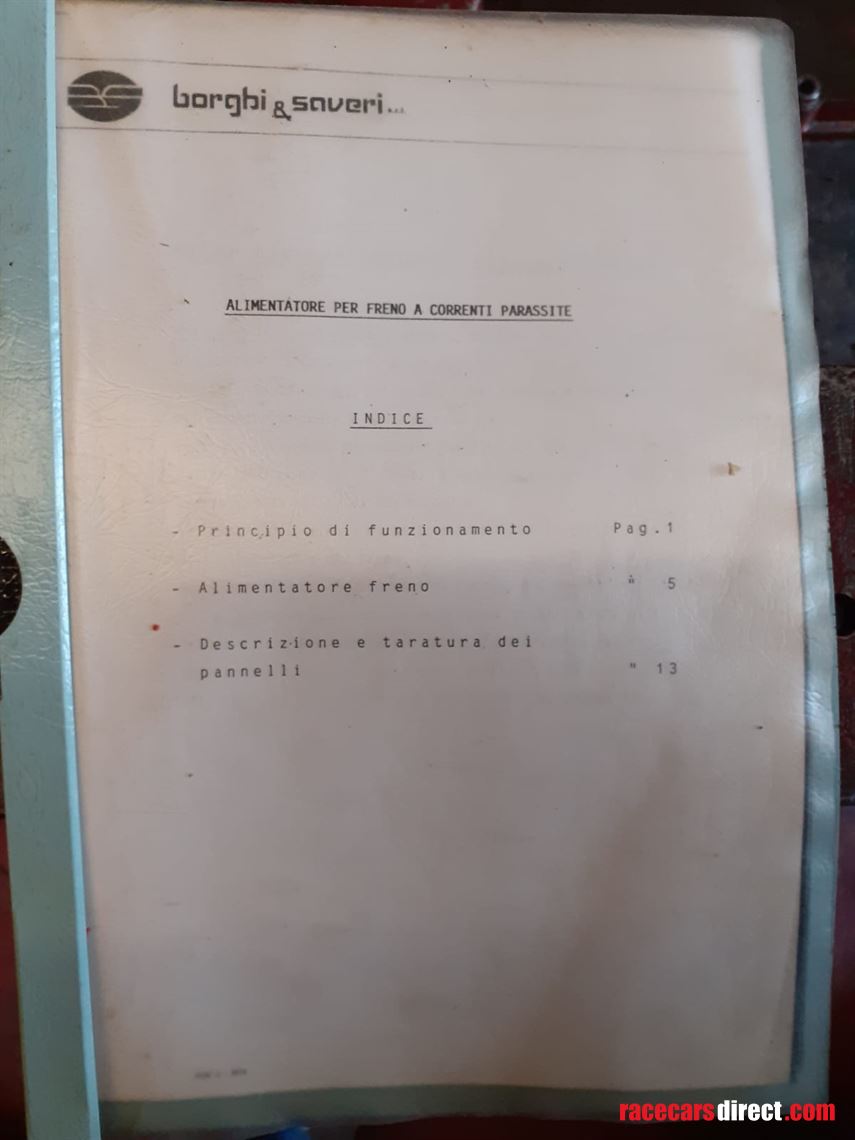 borghi & saveri
ALIMENTATORE PER FRENO A CORRENTI PARASSITE
INDICE
- Principio di funzionamento Pag.1
- Alimentatore freno " 5
- Descrizione e taratura dei
pannelli " 13
racecarsdirect.com